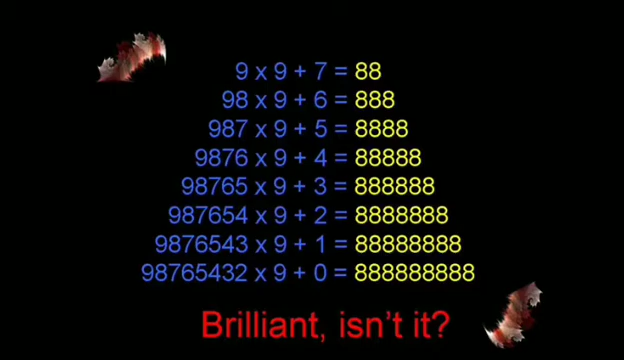 9 x 9 + 7 = 88
98 x 9 + 6 = 888
987 x 9 + 5 = 8888
9876 x 9 + 4 = 88888
98765 x 9 + 3 = 888888
987654 x 9 + 2 = 8888888
9876543 x 9 + 1 = 88888888
98765432 x 9 + 0 = 888888888
Brilliant, isn't it?